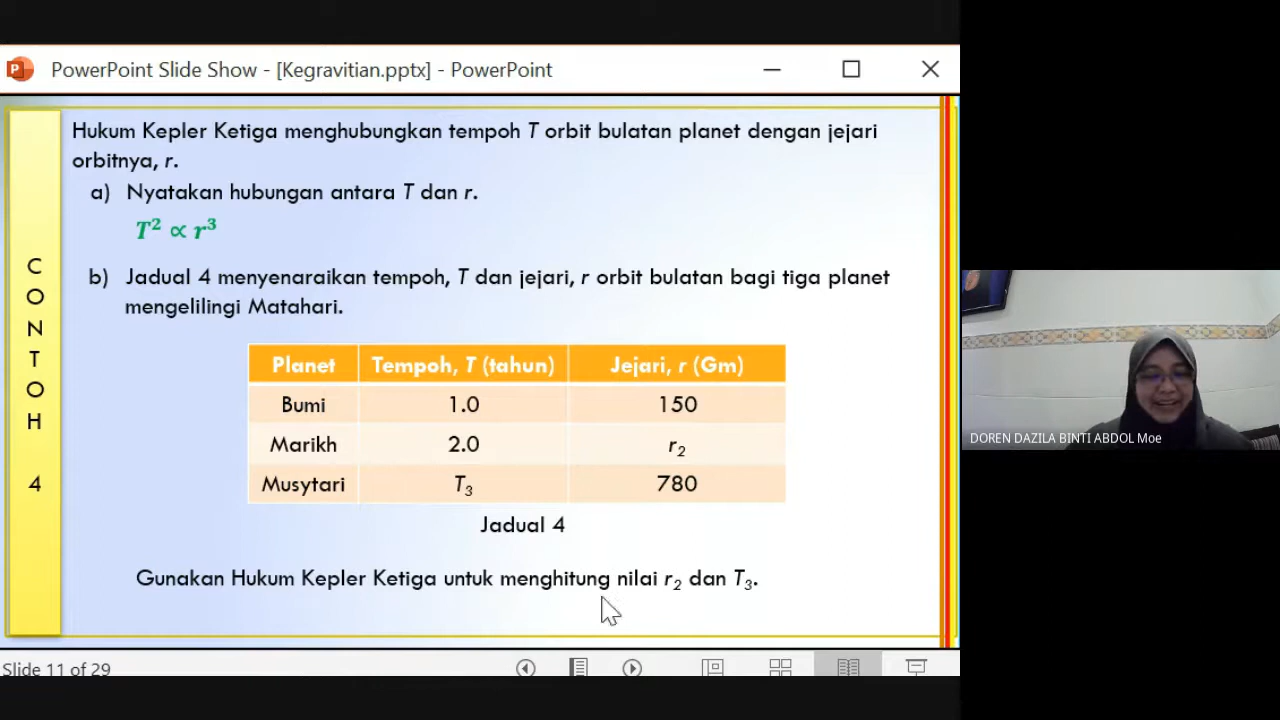 PowerPoint Slide Show - [Kegravitian.pptx] - PowerPoint
Hukum Kepler Ketiga menghubungkan tempoh T orbit bulatan planet dengan jejari
orbitnya, r.
a) Nyatakan hubungan antara T dan r.
T² ∝ r³
b) Jadual 4 menyenaraikan tempoh, T dan jejari, r orbit bulatan bagi tiga planet
mengelilingi Matahari.
CONTOH 4
Planet Tempoh, T (tahun) Jejari, r (Gm)
Bumi 1.0 150
Marikh 2.0 r₂
Musytari T₃ 780
Jadual 4
Gunakan Hukum Kepler Ketiga untuk menghitung nilai r₂ dan T₃.
Slide 11 of 29
DOREN DAZILA BINTI ABDOL Moe